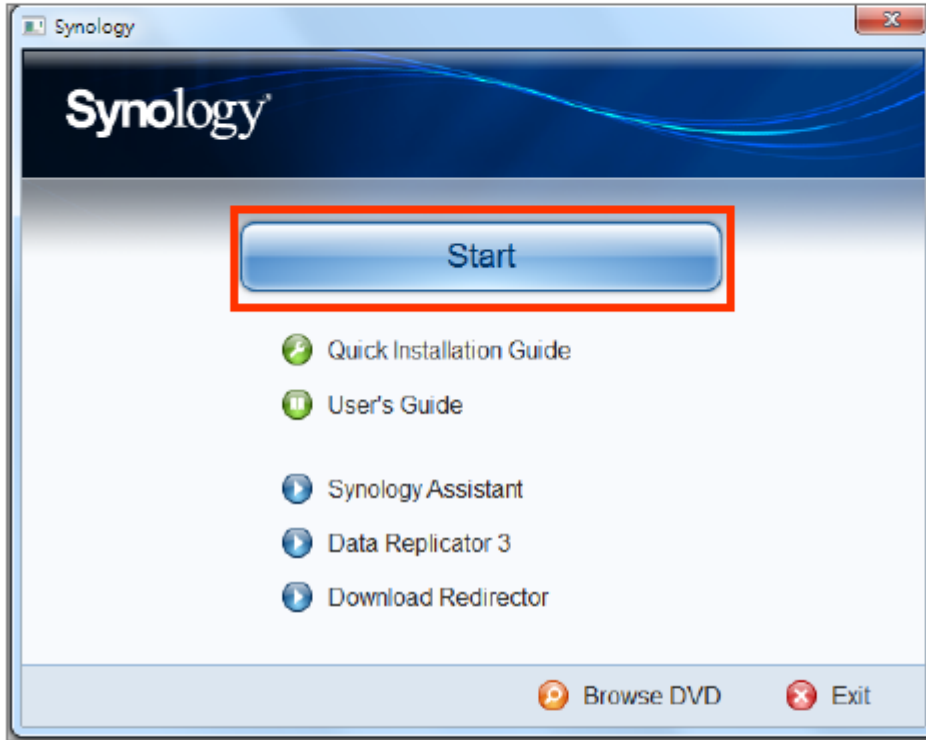 Synology
Synology
Start
Quick Installation Guide
User's Guide
Synology Assistant
Data Replicator 3
Download Redirector
Browse DVD
Exit